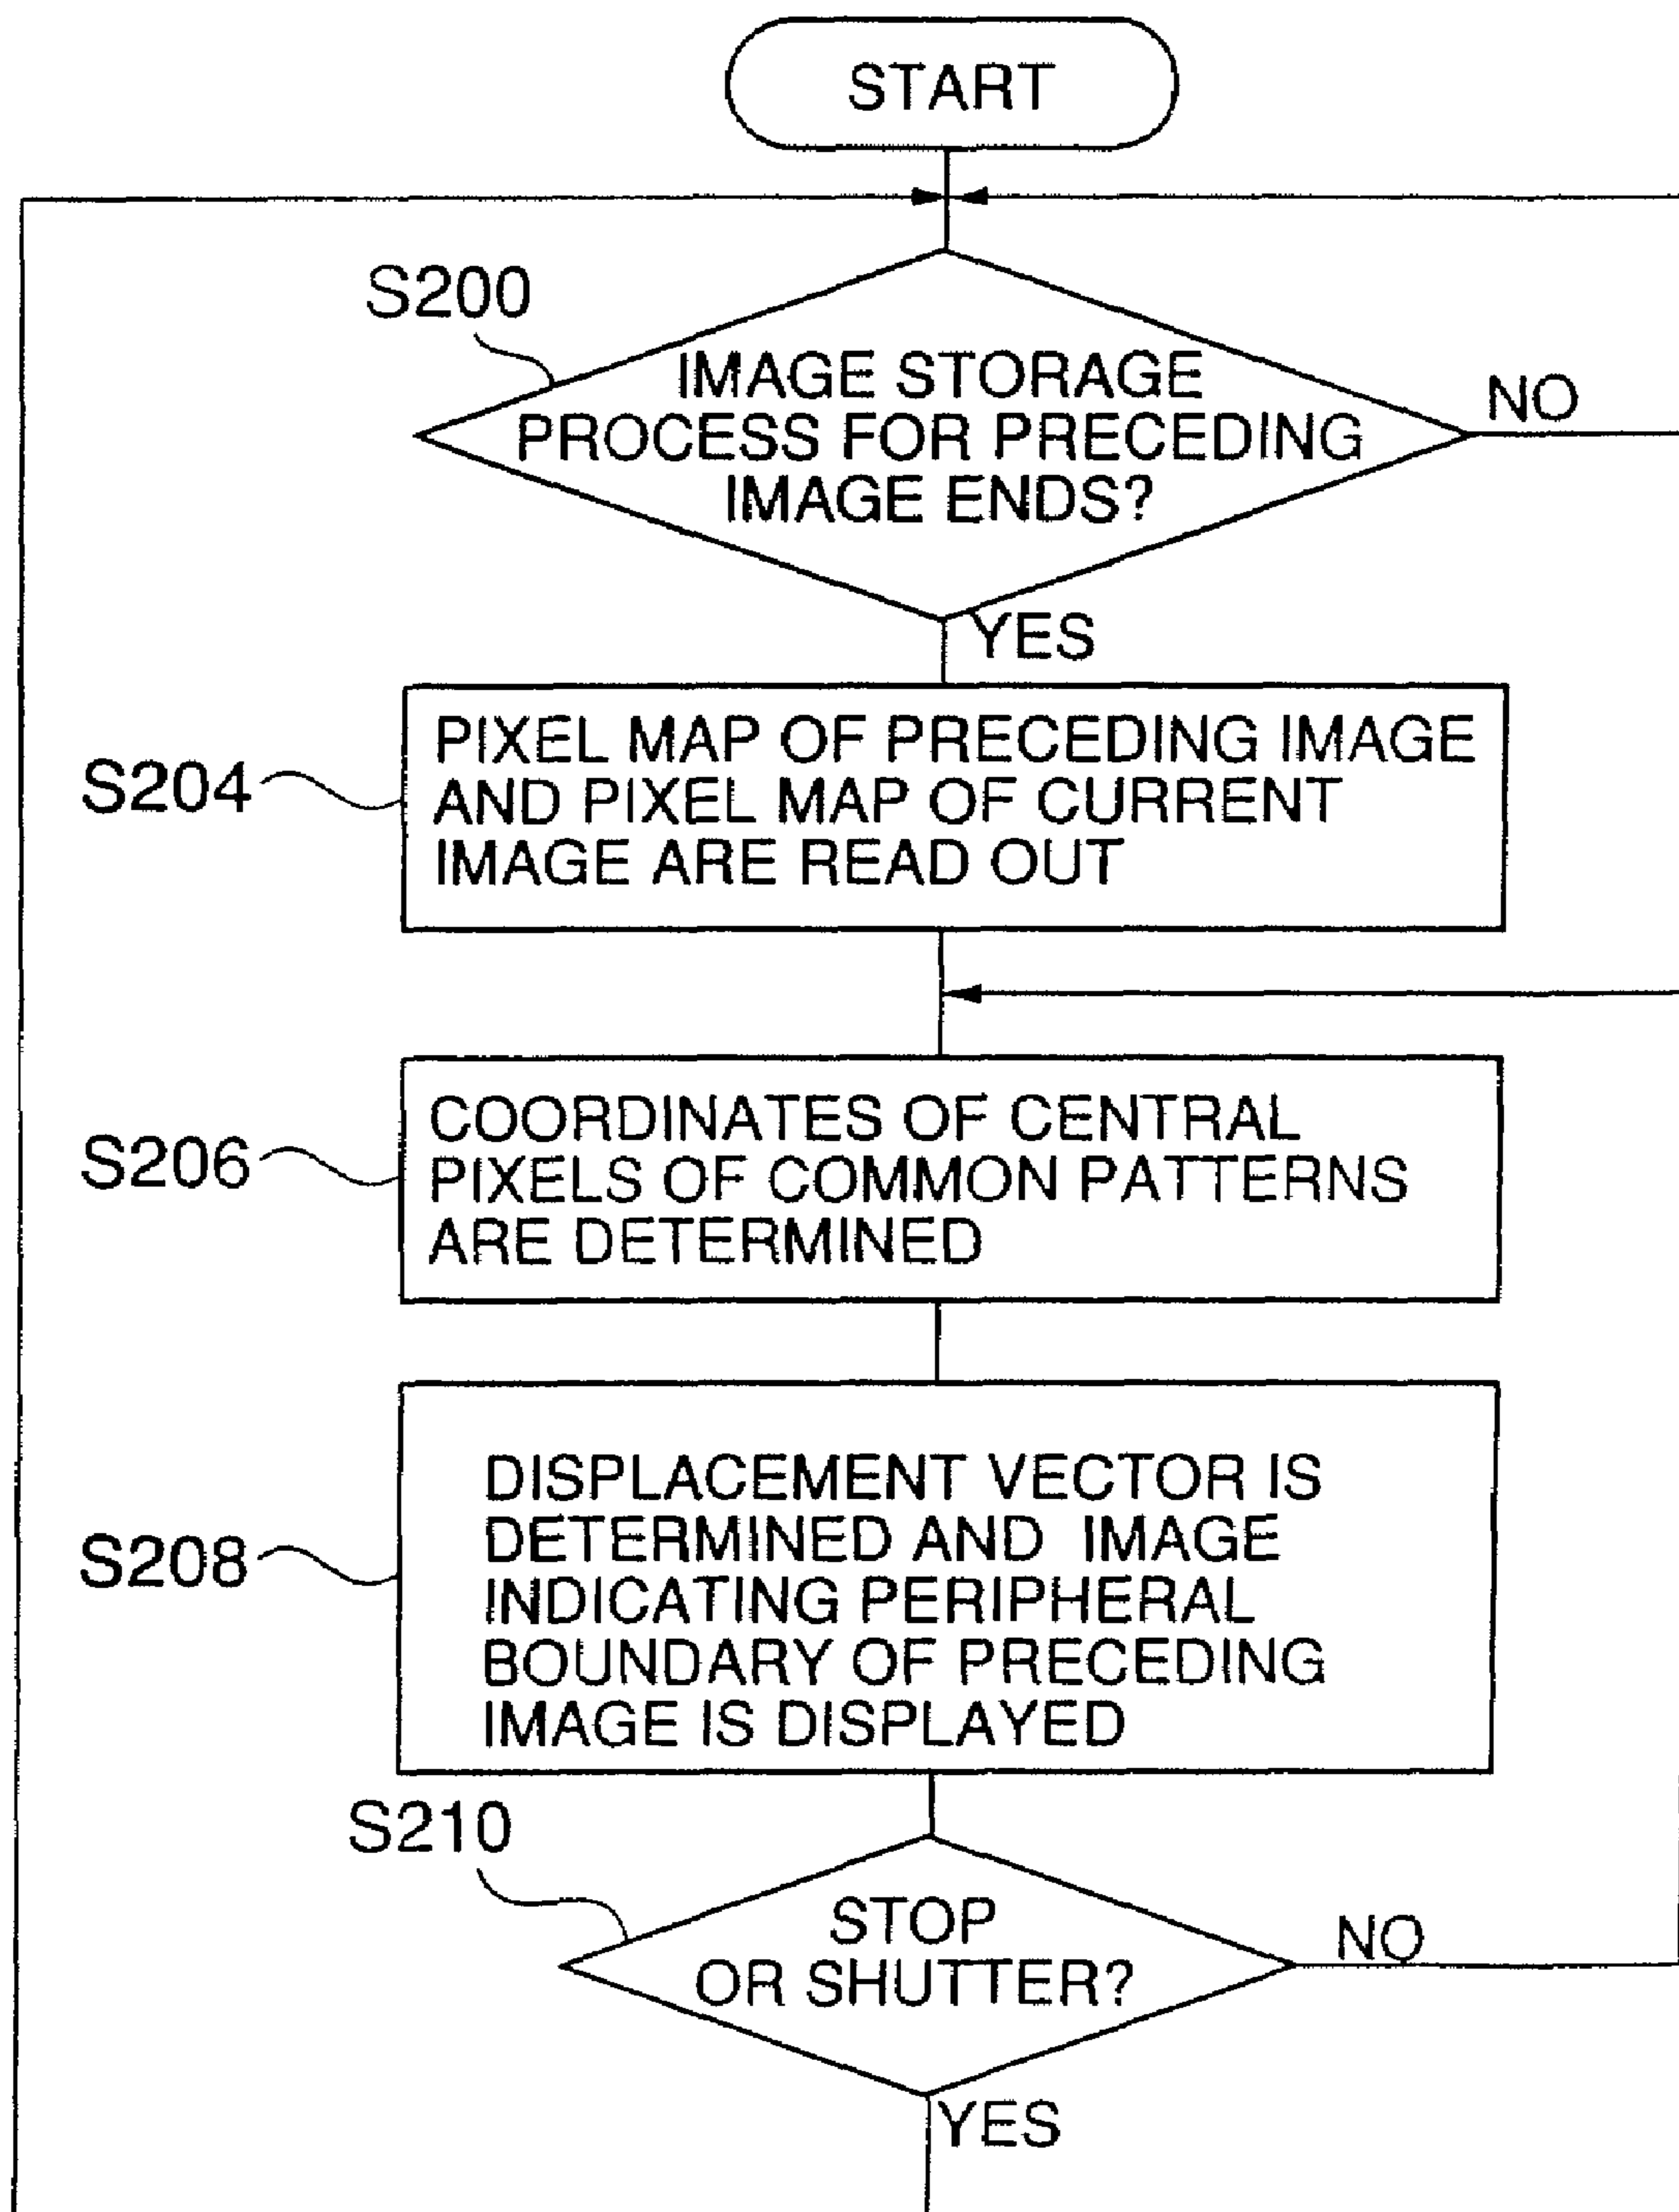 START
S200
IMAGE STORAGE
PROCESS FOR PRECEDING
IMAGE ENDS?
NO
YES
S204
PIXEL MAP OF PRECEDING IMAGE
AND PIXEL MAP OF CURRENT
IMAGE ARE READ OUT
S206
COORDINATES OF CENTRAL
PIXELS OF COMMON PATTERNS
ARE DETERMINED
S208
DISPLACEMENT VECTOR IS
DETERMINED AND IMAGE
INDICATING PERIPHERAL
BOUNDARY OF PRECEDING
IMAGE IS DISPLAYED
S210
STOP
OR SHUTTER?
NO
YES